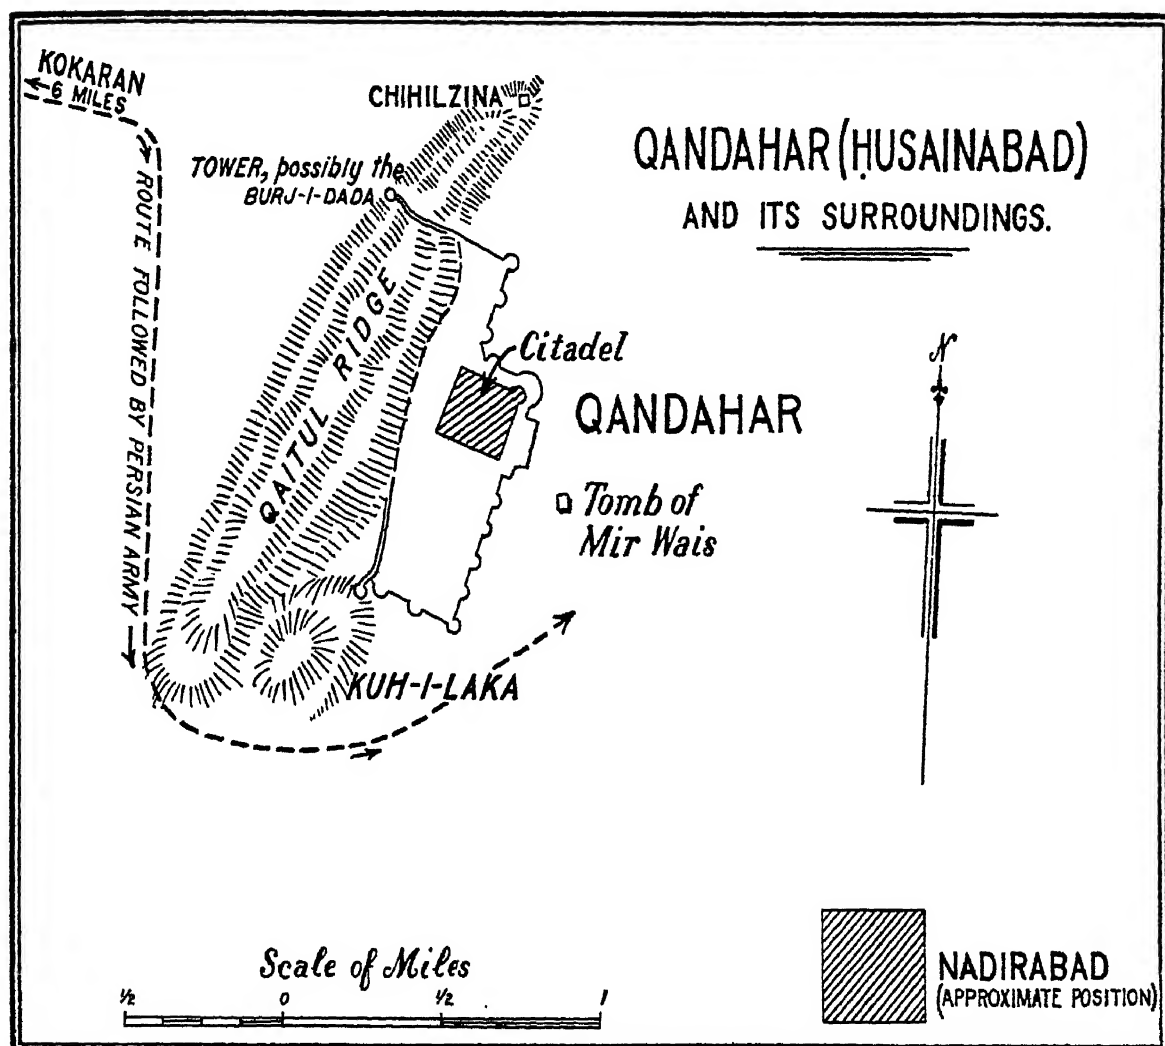 KOKARAN
6 MILES
CHIHILZINA
QANDAHAR (ḤUSAINABAD)
AND ITS SURROUNDINGS.
TOWER, possibly the
BURJ-I-DADA
ROUTE FOLLOWED BY PERSIAN ARMY
QAITUL RIDGE
Citadel
QANDAHAR
N
Tomb of
Mir Wais
KUH-I-LAKA
Scale of Miles
½ 0 ½ 1
NADIRABAD
(APPROXIMATE POSITION)